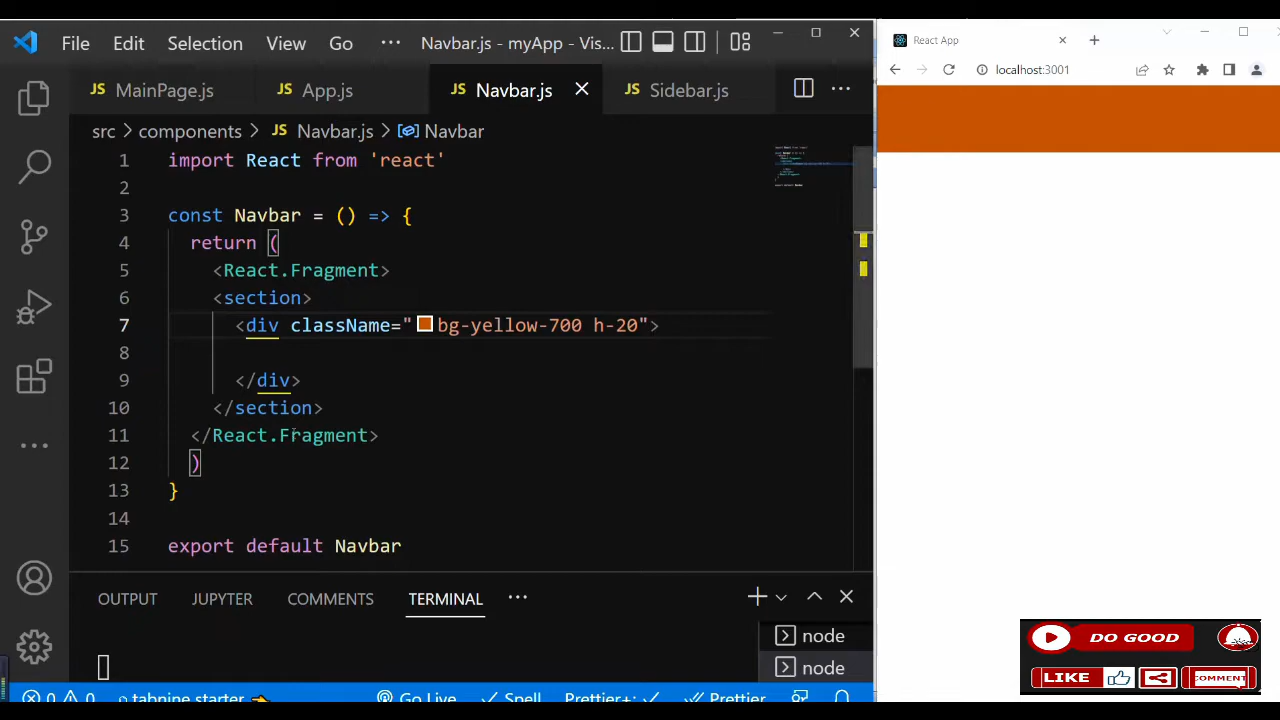 File Edit Selection View Go ··· Navbar.js - myApp - Vis...
JS MainPage.js JS App.js JS Navbar.js JS Sidebar.js ···
src > components > JS Navbar.js > Navbar
1 import React from 'react'
2
3 const Navbar = () => {
4 return (
5 <React.Fragment>
6 <section>
7 <div className=" bg-yellow-700 h-20">
8
9 </div>
10 </section>
11 </React.Fragment>
12 )
13 }
14
15 export default Navbar
OUTPUT JUPYTER COMMENTS TERMINAL ···
node
node
0 0 tabnine starter Go Live Spell Prettier+: Prettier
React App
localhost:3001
DO GOOD
LIKE COMMENT